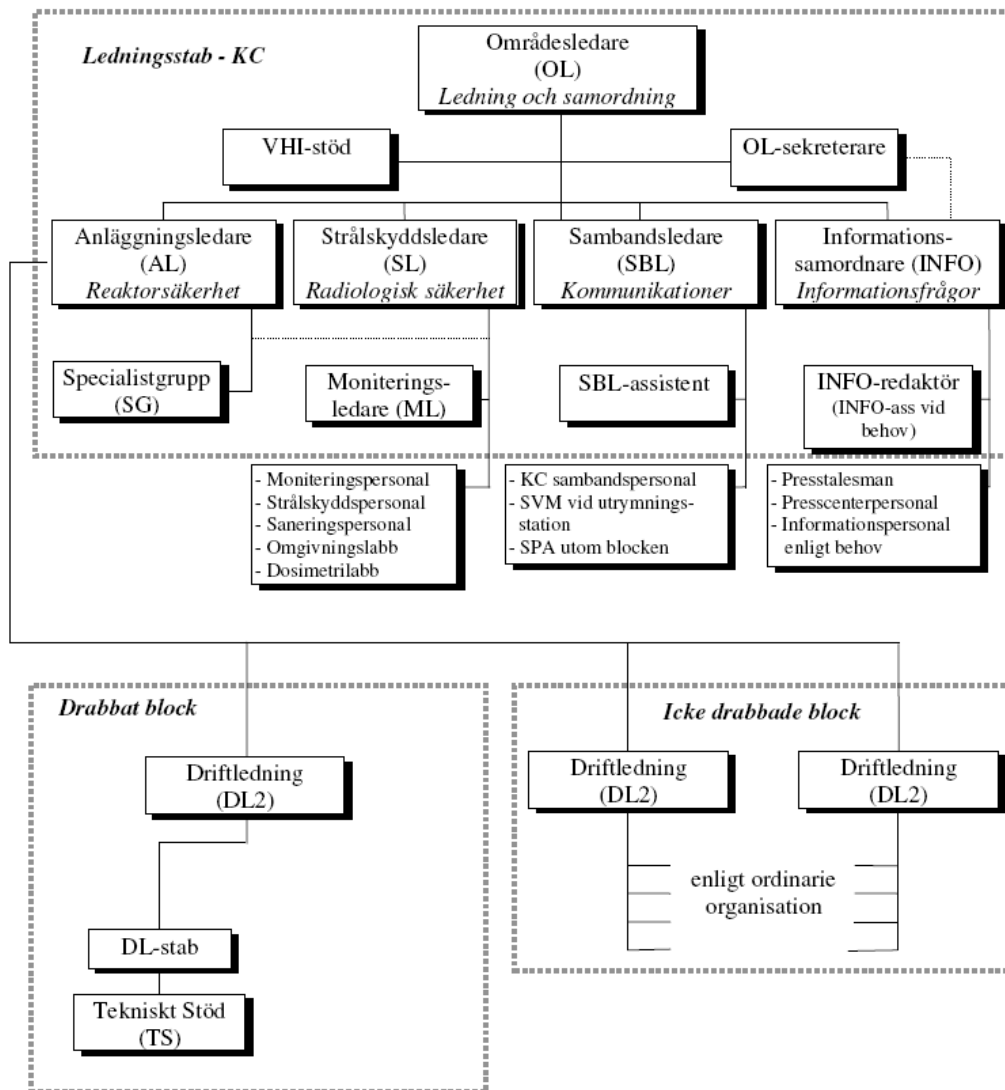 Ledningsstab - KC
Områdesledare
(OL)
Ledning och samordning
VHI-stöd
OL-sekreterare
Anläggningsledare
(AL)
Reaktorsäkerhet
Strålskyddsledare
(SL)
Radiologisk säkerhet
Sambandsledare
(SBL)
Kommunikationer
Informations-
samordnare (INFO)
Informationsfrågor
Specialistgrupp
(SG)
Moniterings-
ledare (ML)
SBL-assistent
INFO-redaktör
(INFO-ass vid
behov)
- Moniteringspersonal
- Strålskyddspersonal
- Saneringspersonal
- Omgivningslabb
- Dosimetrilabb
- KC sambandspersonal
- SVM vid utrymnings-
station
- SPA utom blocken
- Presstalesman
- Presscenterpersonal
- Informationspersonal
enligt behov
Drabbat block
Driftledning
(DL2)
DL-stab
Tekniskt Stöd
(TS)
Icke drabbade block
Driftledning
(DL2)
Driftledning
(DL2)
enligt ordinarie
organisation